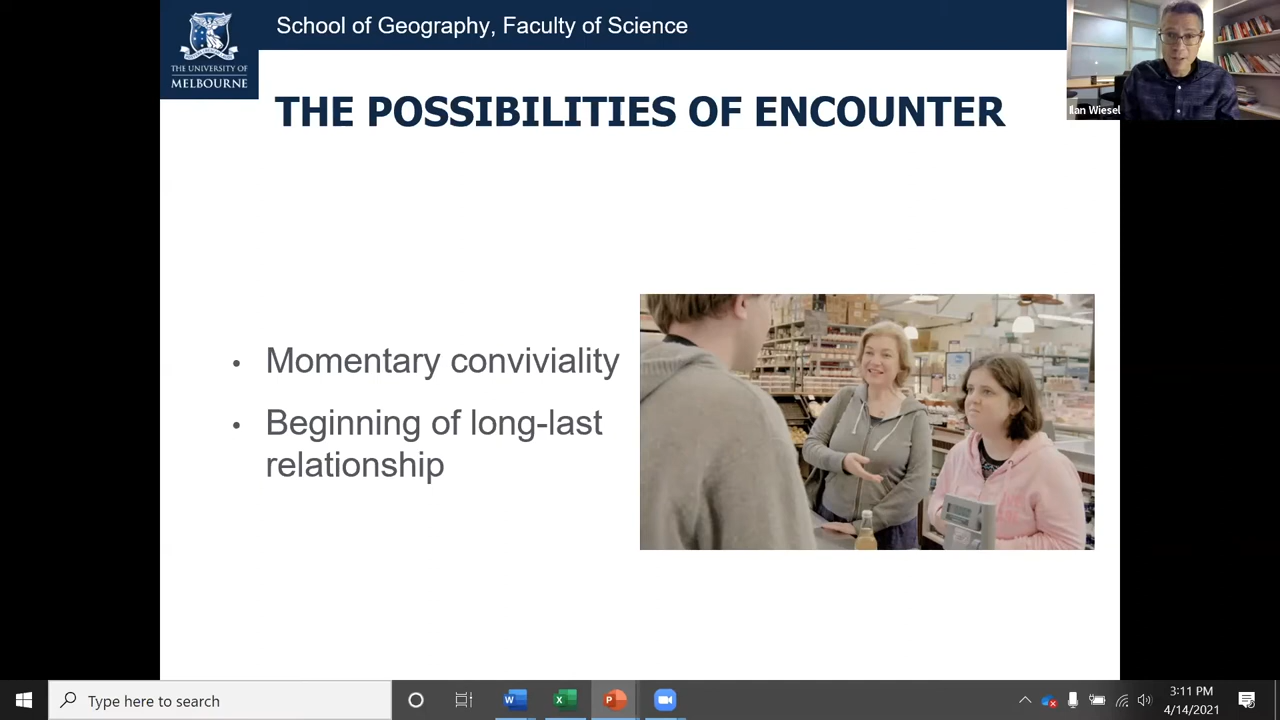 School of Geography, Faculty of Science
THE UNIVERSITY OF
MELBOURNE
Ilan Wiesel
THE POSSIBILITIES OF ENCOUNTER
• Momentary conviviality
• Beginning of long-last
relationship
Type here to search
3:11 PM
4/14/2021